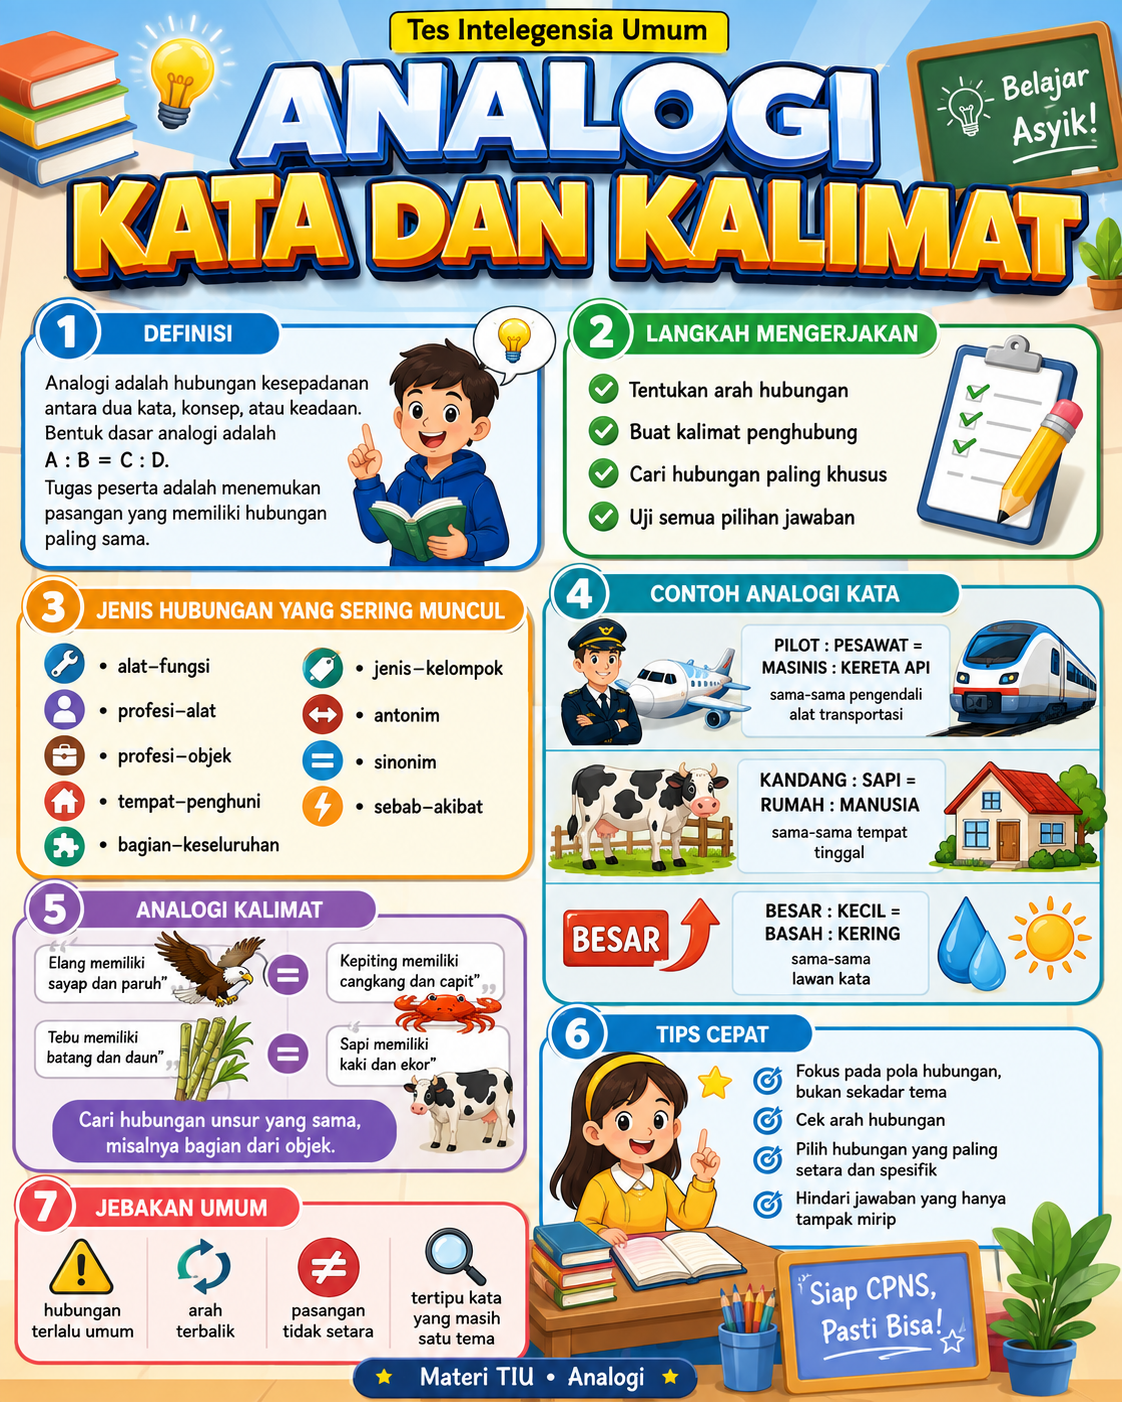 Tes Intelegensia Umum
ANALOGI
KATA DAN KALIMAT
Belajar
Asyik!
1
DEFINISI
Analogi adalah hubungan kesepadanan
antara dua kata, konsep, atau keadaan.
Bentuk dasar analogi adalah
A : B = C : D.
Tugas peserta adalah menemukan
pasangan yang memiliki hubungan
paling sama.
2
LANGKAH MENGERJAKAN
Tentukan arah hubungan
Buat kalimat penghubung
Cari hubungan paling khusus
Uji semua pilihan jawaban
3
JENIS HUBUNGAN YANG SERING MUNCUL
• alat–fungsi
• profesi–alat
• profesi–objek
• tempat–penghuni
• bagian–keseluruhan
• jenis–kelompok
• antonim
• sinonim
• sebab–akibat
4
CONTOH ANALOGI KATA
PILOT : PESAWAT =
MASINIS : KERETA API
sama-sama pengendali
alat transportasi
KANDANG : SAPI =
RUMAH : MANUSIA
sama-sama tempat
tinggal
BESAR
BESAR : KECIL =
BASAH : KERING
sama-sama
lawan kata
5
ANALOGI KALIMAT
Elang memiliki
sayap dan paruh”
=
Kepiting memiliki
cangkang dan capit”
Tebu memiliki
batang dan daun”
=
Sapi memiliki
kaki dan ekor”
Cari hubungan unsur yang sama,
misalnya bagian dari objek.
6
TIPS CEPAT
Fokus pada pola hubungan,
bukan sekadar tema
Cek arah hubungan
Pilih hubungan yang paling
setara dan spesifik
Hindari jawaban yang hanya
tampak mirip
7
JEBAKAN UMUM
hubungan
terlalu umum
arah
terbalik
pasangan
tidak setara
tertipu kata
yang masih
satu tema
Siap CPNS,
Pasti Bisa!
Materi TIU • Analogi